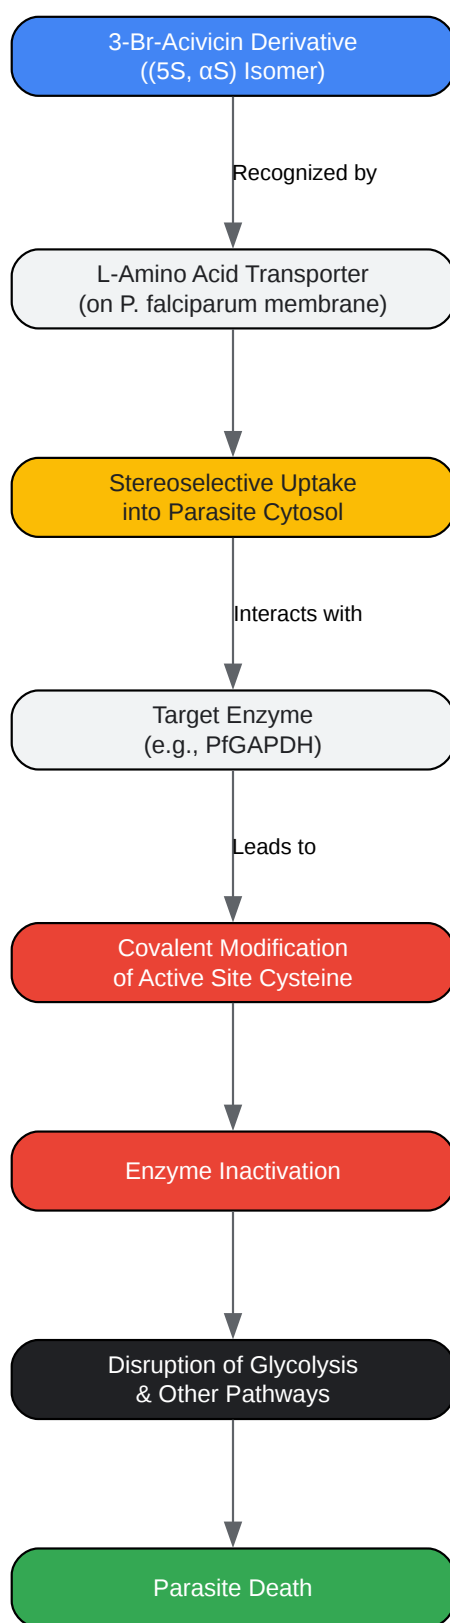 3-Br-Acivicin Derivative
((5S, αS) Isomer)
Recognized by
L-Amino Acid Transporter
(on P. falciparum membrane)
Stereoselective Uptake
into Parasite Cytosol
Interacts with
Target Enzyme
(e.g., PfGAPDH)
Leads to
Covalent Modification
of Active Site Cysteine
Enzyme Inactivation
Disruption of Glycolysis
& Other Pathways
Parasite Death